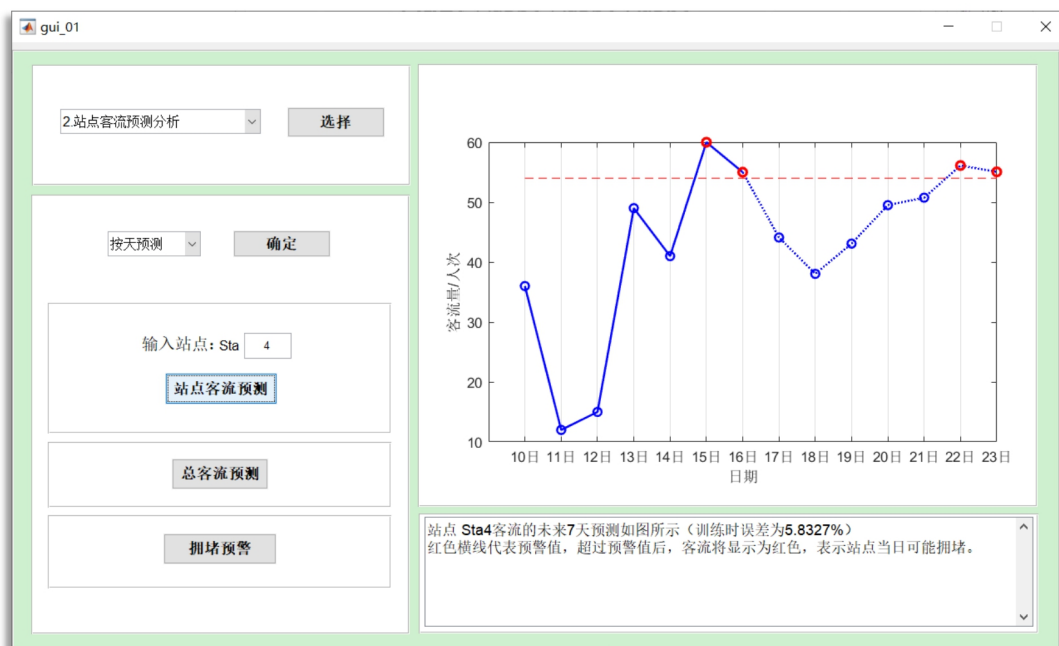 gui_01
2.站点客流预测分析
选择
按天预测
确定
输入站点: Sta 4
站点客流预测
总客流预测
拥堵预警
60
50
40
30
20
10
客流量/人次
10日 11日 12日 13日 14日 15日 16日 17日 18日 19日 20日 21日 22日 23日
日期
站点 Sta4客流的未来7天预测如图所示（训练时误差为5.8327%）
红色横线代表预警值，超过预警值后，客流将显示为红色，表示站点当日可能拥堵。